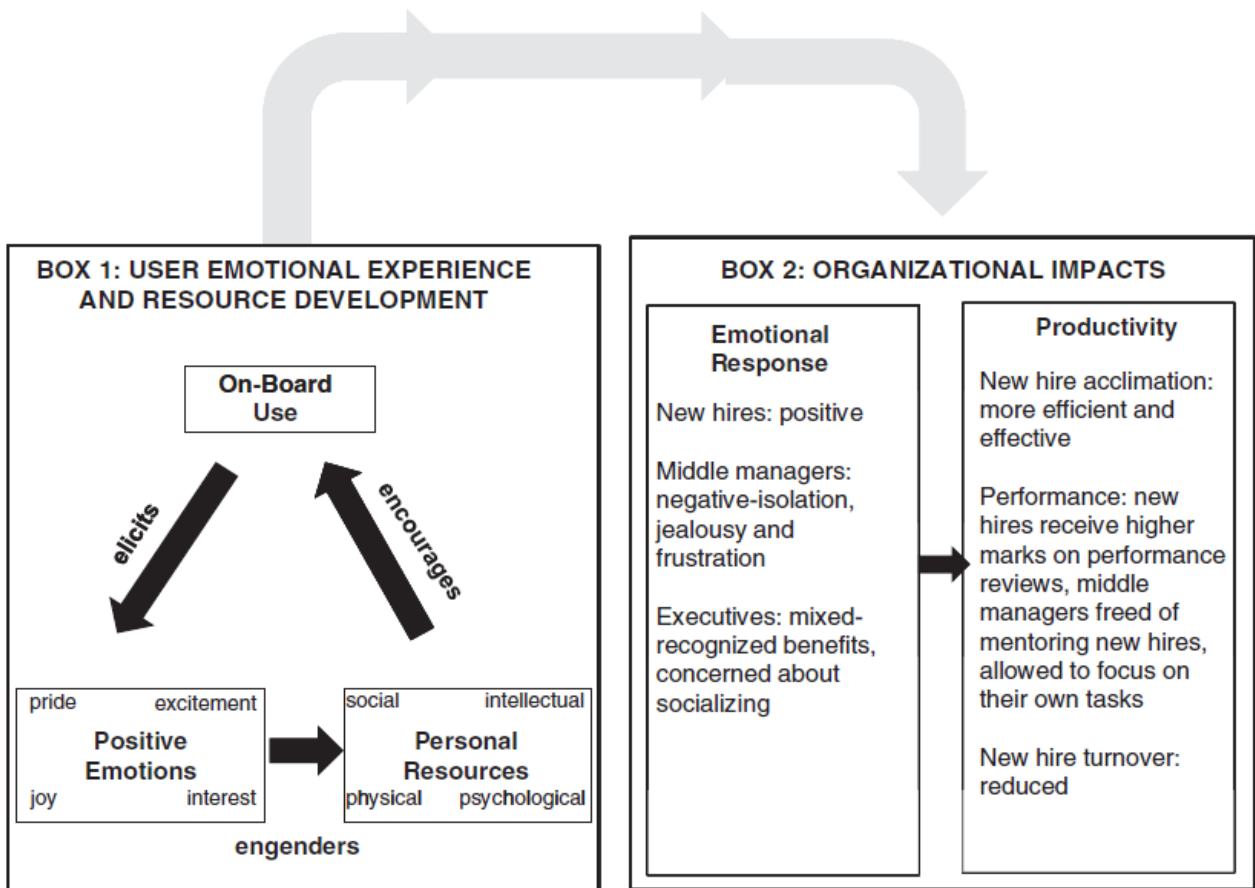 BOX 1: USER EMOTIONAL EXPERIENCE
AND RESOURCE DEVELOPMENT
On-Board
Use
elicits
encourages
pride excitement
Positive
Emotions
joy interest
social intellectual
Personal
Resources
physical psychological
engenders
BOX 2: ORGANIZATIONAL IMPACTS
Emotional
Response
New hires: positive
Middle managers:
negative-isolation,
jealousy and
frustration
Executives: mixed-
recognized benefits,
concerned about
socializing
Productivity
New hire acclimation:
more efficient and
effective
Performance: new
hires receive higher
marks on performance
reviews, middle
managers freed of
mentoring new hires,
allowed to focus on
their own tasks
New hire turnover:
reduced